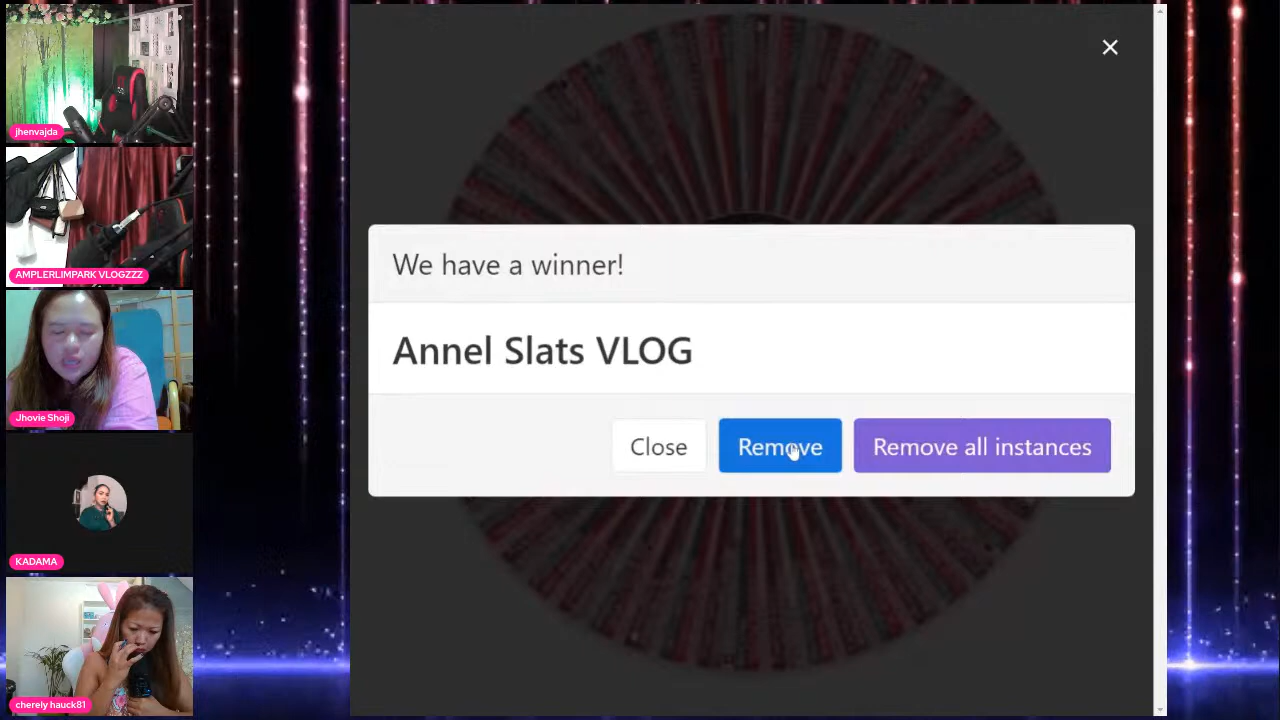 jhenvajda
AMPLERLIMPARK VLOGZZZ
Jhovie Shoji
KADAMA
cherely hauck81
We have a winner!
Annel Slats VLOG
Close
Remove
Remove all instances